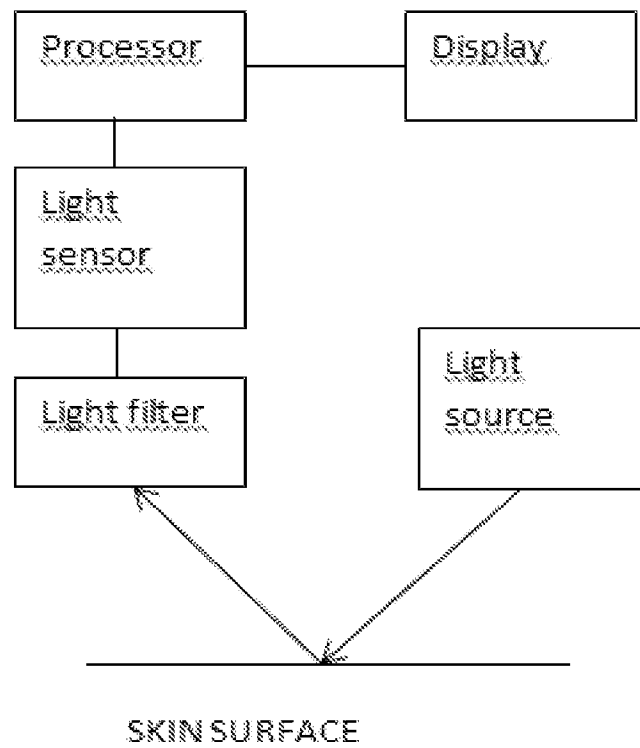 Processor
Display
Light
sensor
Light filter
Light
source
SKIN SURFACE